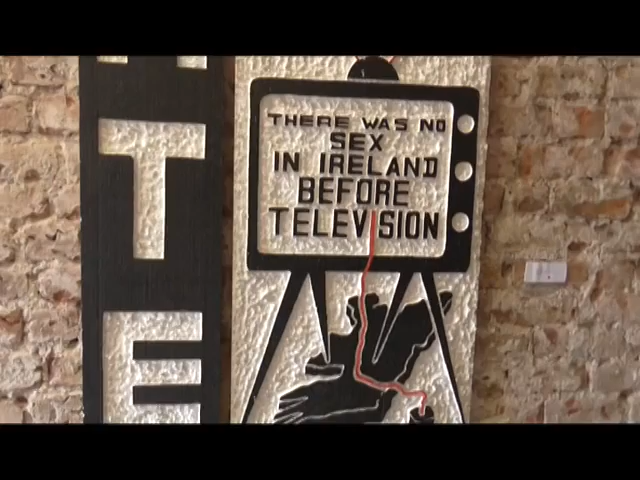 T
E
THERE WAS NO
SEX
IN IRELAND
BEFORE
TELEVISION